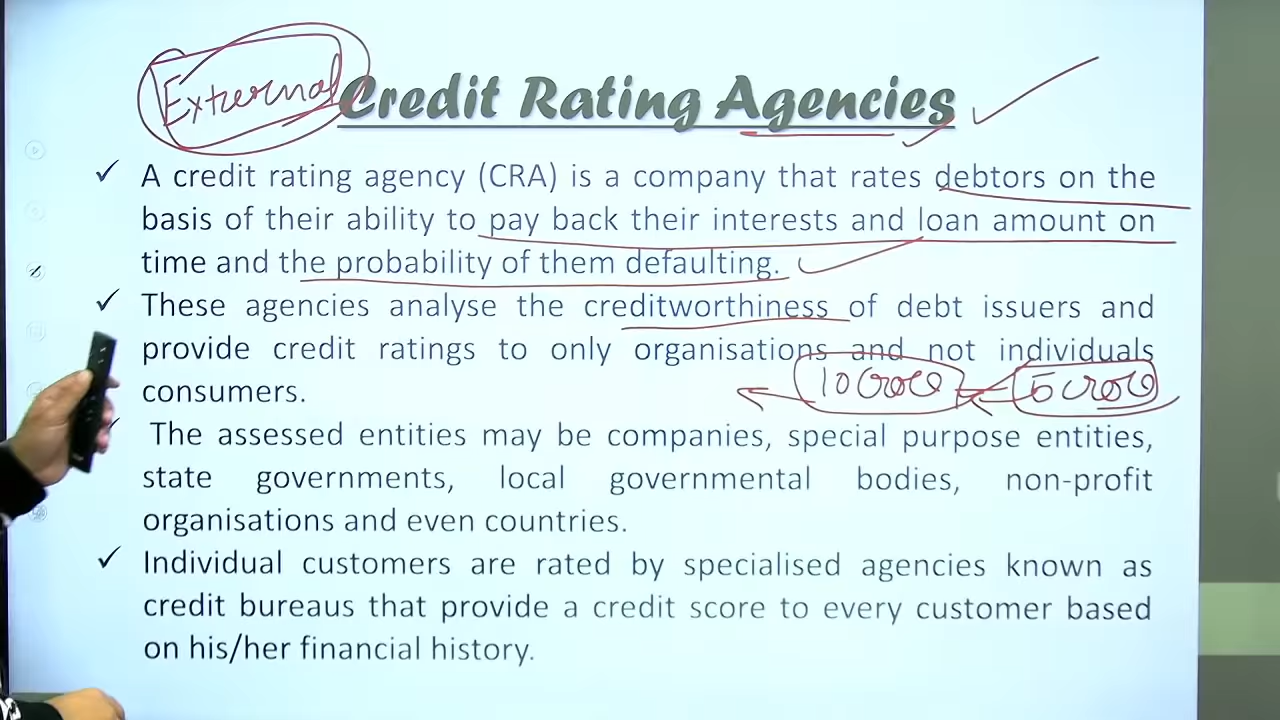 External Credit Rating Agencies
✓ A credit rating agency (CRA) is a company that rates debtors on the
basis of their ability to pay back their interests and loan amount on
time and the probability of them defaulting.
✓ These agencies analyse the creditworthiness of debt issuers and
provide credit ratings to only organisations and not individuals
consumers.
10 crore 5 crore
✓ The assessed entities may be companies, special purpose entities,
state governments, local governmental bodies, non-profit
organisations and even countries.
✓ Individual customers are rated by specialised agencies known as
credit bureaus that provide a credit score to every customer based
on his/her financial history.